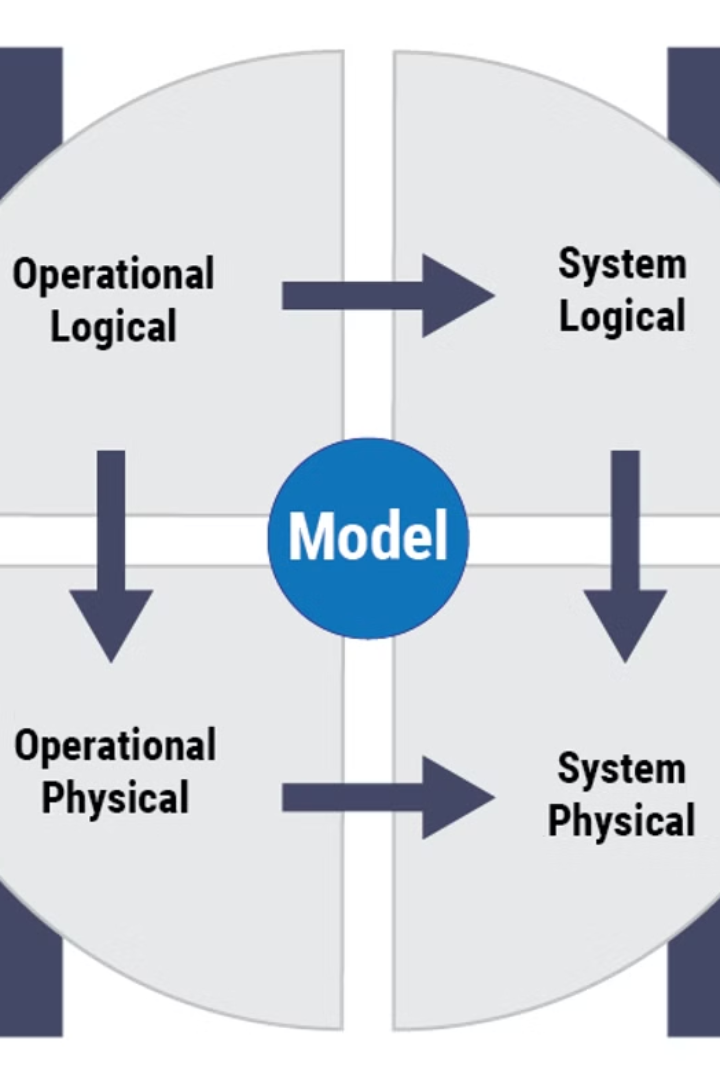 Operational
Logical
System
Logical
Model
Operational
Physical
System
Physical